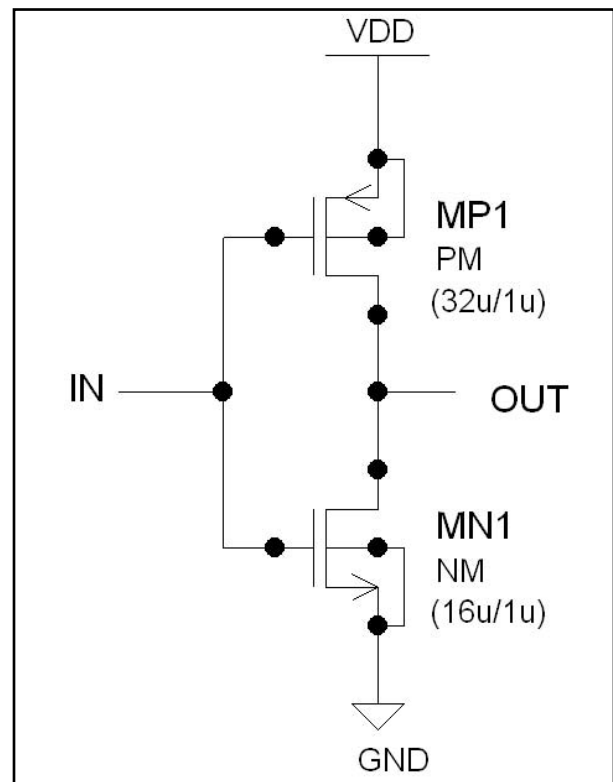 VDD
MP1
PM
(32u/1u)
IN
OUT
MN1
NM
(16u/1u)
GND